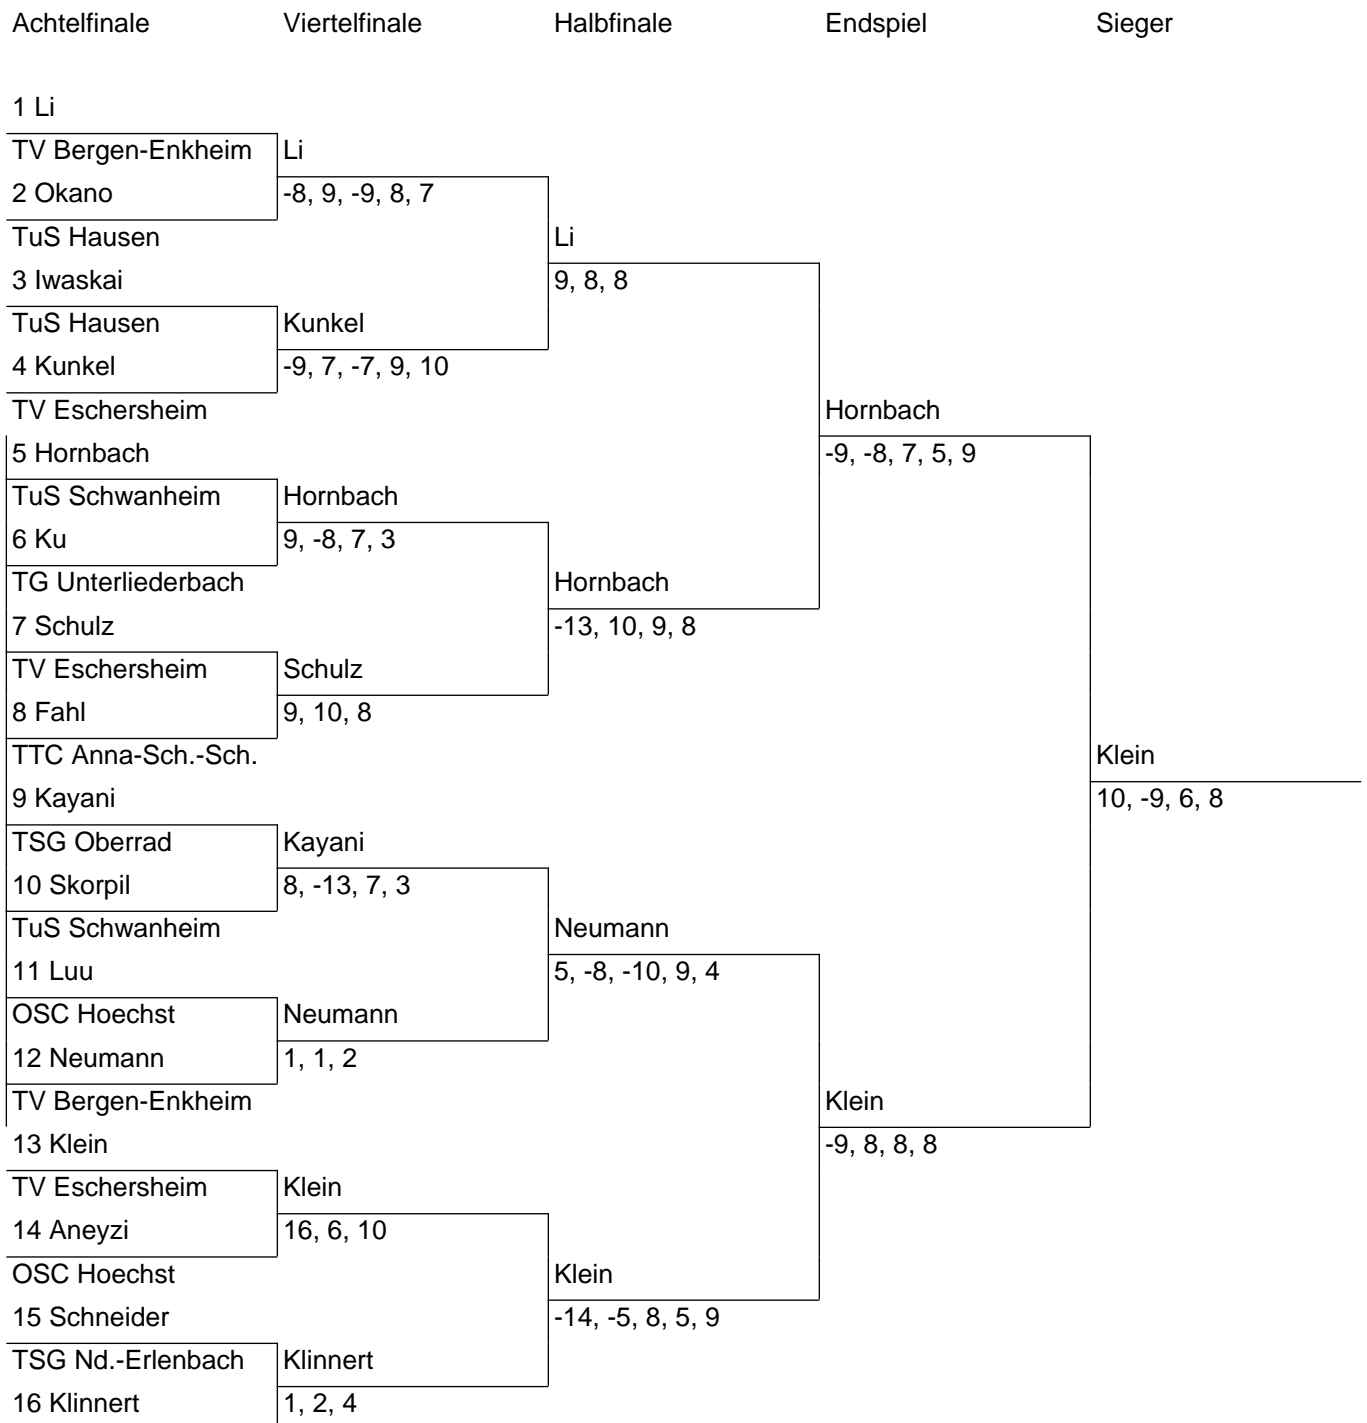 Achtelfinale Viertelfinale Halbfinale Endspiel Sieger
1 Li
TV Bergen-Enkheim Li
2 Okano -8, 9, -9, 8, 7
TuS Hausen Li
3 Iwaskai 9, 8, 8
TuS Hausen Kunkel
4 Kunkel -9, 7, -7, 9, 10
TV Eschersheim Hornbach
5 Hornbach -9, -8, 7, 5, 9
TuS Schwanheim Hornbach
6 Ku 9, -8, 7, 3
TG Unterliederbach Hornbach
7 Schulz -13, 10, 9, 8
TV Eschersheim Schulz
8 Fahl 9, 10, 8
TTC Anna-Sch.-Sch. Klein
9 Kayani 10, -9, 6, 8
TSG Oberrad Kayani
10 Skorpil 8, -13, 7, 3
TuS Schwanheim Neumann
11 Luu 5, -8, -10, 9, 4
OSC Hoechst Neumann
12 Neumann 1, 1, 2
TV Bergen-Enkheim Klein
13 Klein -9, 8, 8, 8
TV Eschersheim Klein
14 Aneyzi 16, 6, 10
OSC Hoechst Klein
15 Schneider -14, -5, 8, 5, 9
TSG Nd.-Erlenbach Klinnert
16 Klinnert 1, 2, 4